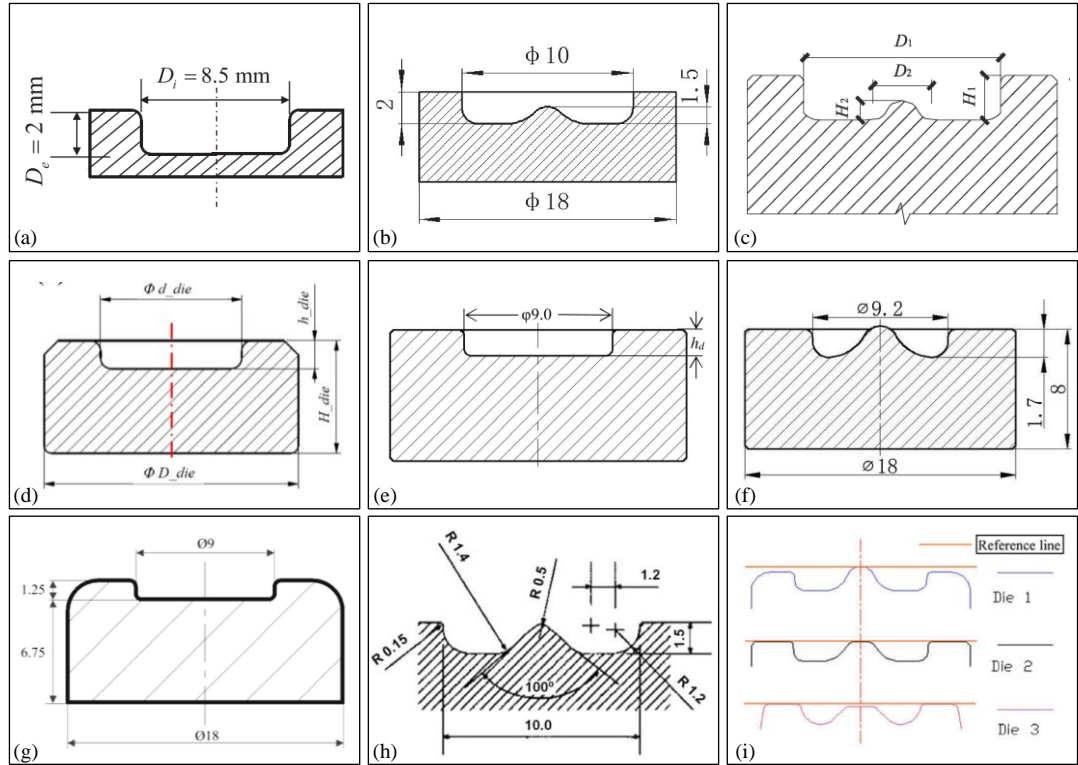 D_i = 8.5 mm
D_e = 2 mm
(a)
ϕ 10
2
1.5
ϕ 18
(b)
D₁
D₂
H₂
H₁
(c)
Φ d_die
h_die
H_die
Φ D_die
(d)
φ9.0
h_d
(e)
⌀9.2
1.7
8
⌀18
(f)
Ø9
1.25
6.75
Ø18
(g)
R 1.4
R 0.5
1.2
R 0.15
1.5
100°
R 1.2
10.0
(h)
Reference line
Die 1
Die 2
Die 3
(i)